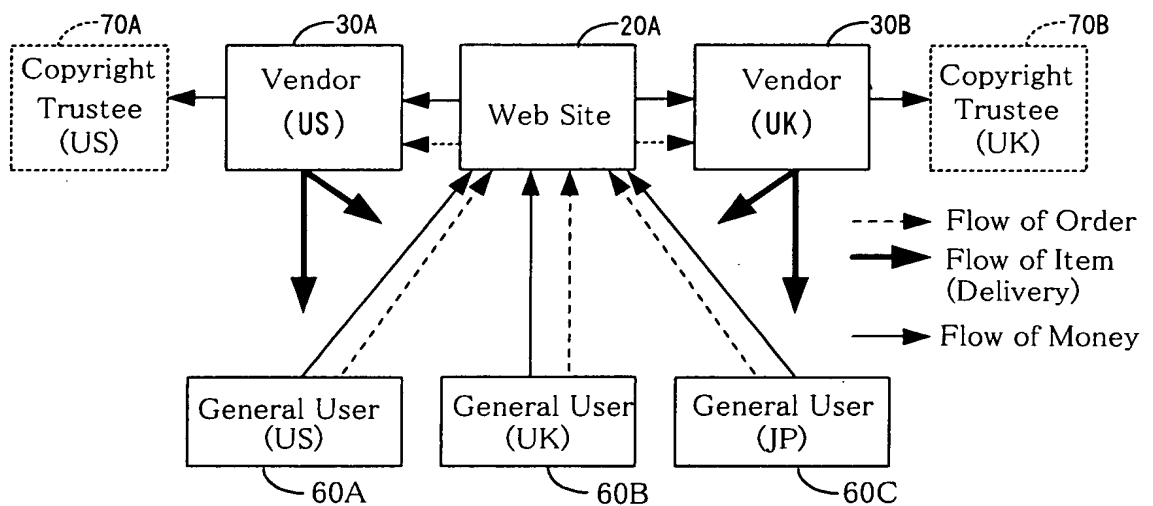 70A
30A
20A
30B
70B
Copyright
Trustee
(US)
Vendor
(US)
Web Site
Vendor
(UK)
Copyright
Trustee
(UK)
Flow of Order
Flow of Item
(Delivery)
Flow of Money
General User
(US)
General User
(UK)
General User
(JP)
60A
60B
60C